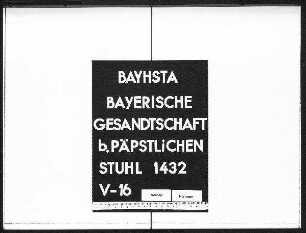 BAYHSTA
BAYERISCHE
GESANDTSCHAFT
b. PÄPSTLICHEN
STUHL 1432
V-16